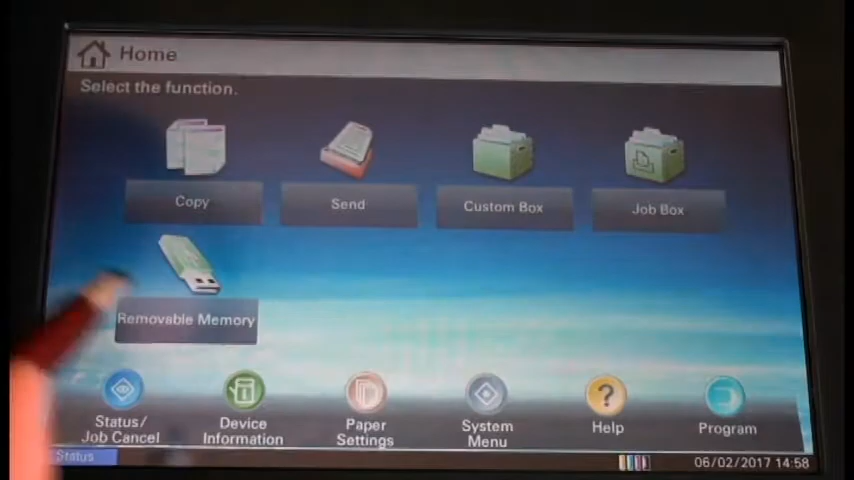 Home
Select the function.
Copy
Send
Custom Box
Job Box
Removable Memory
Status/
Job Cancel
Device
Information
Paper
Settings
System
Menu
Help
Program
Status
06/02/2017 14:58